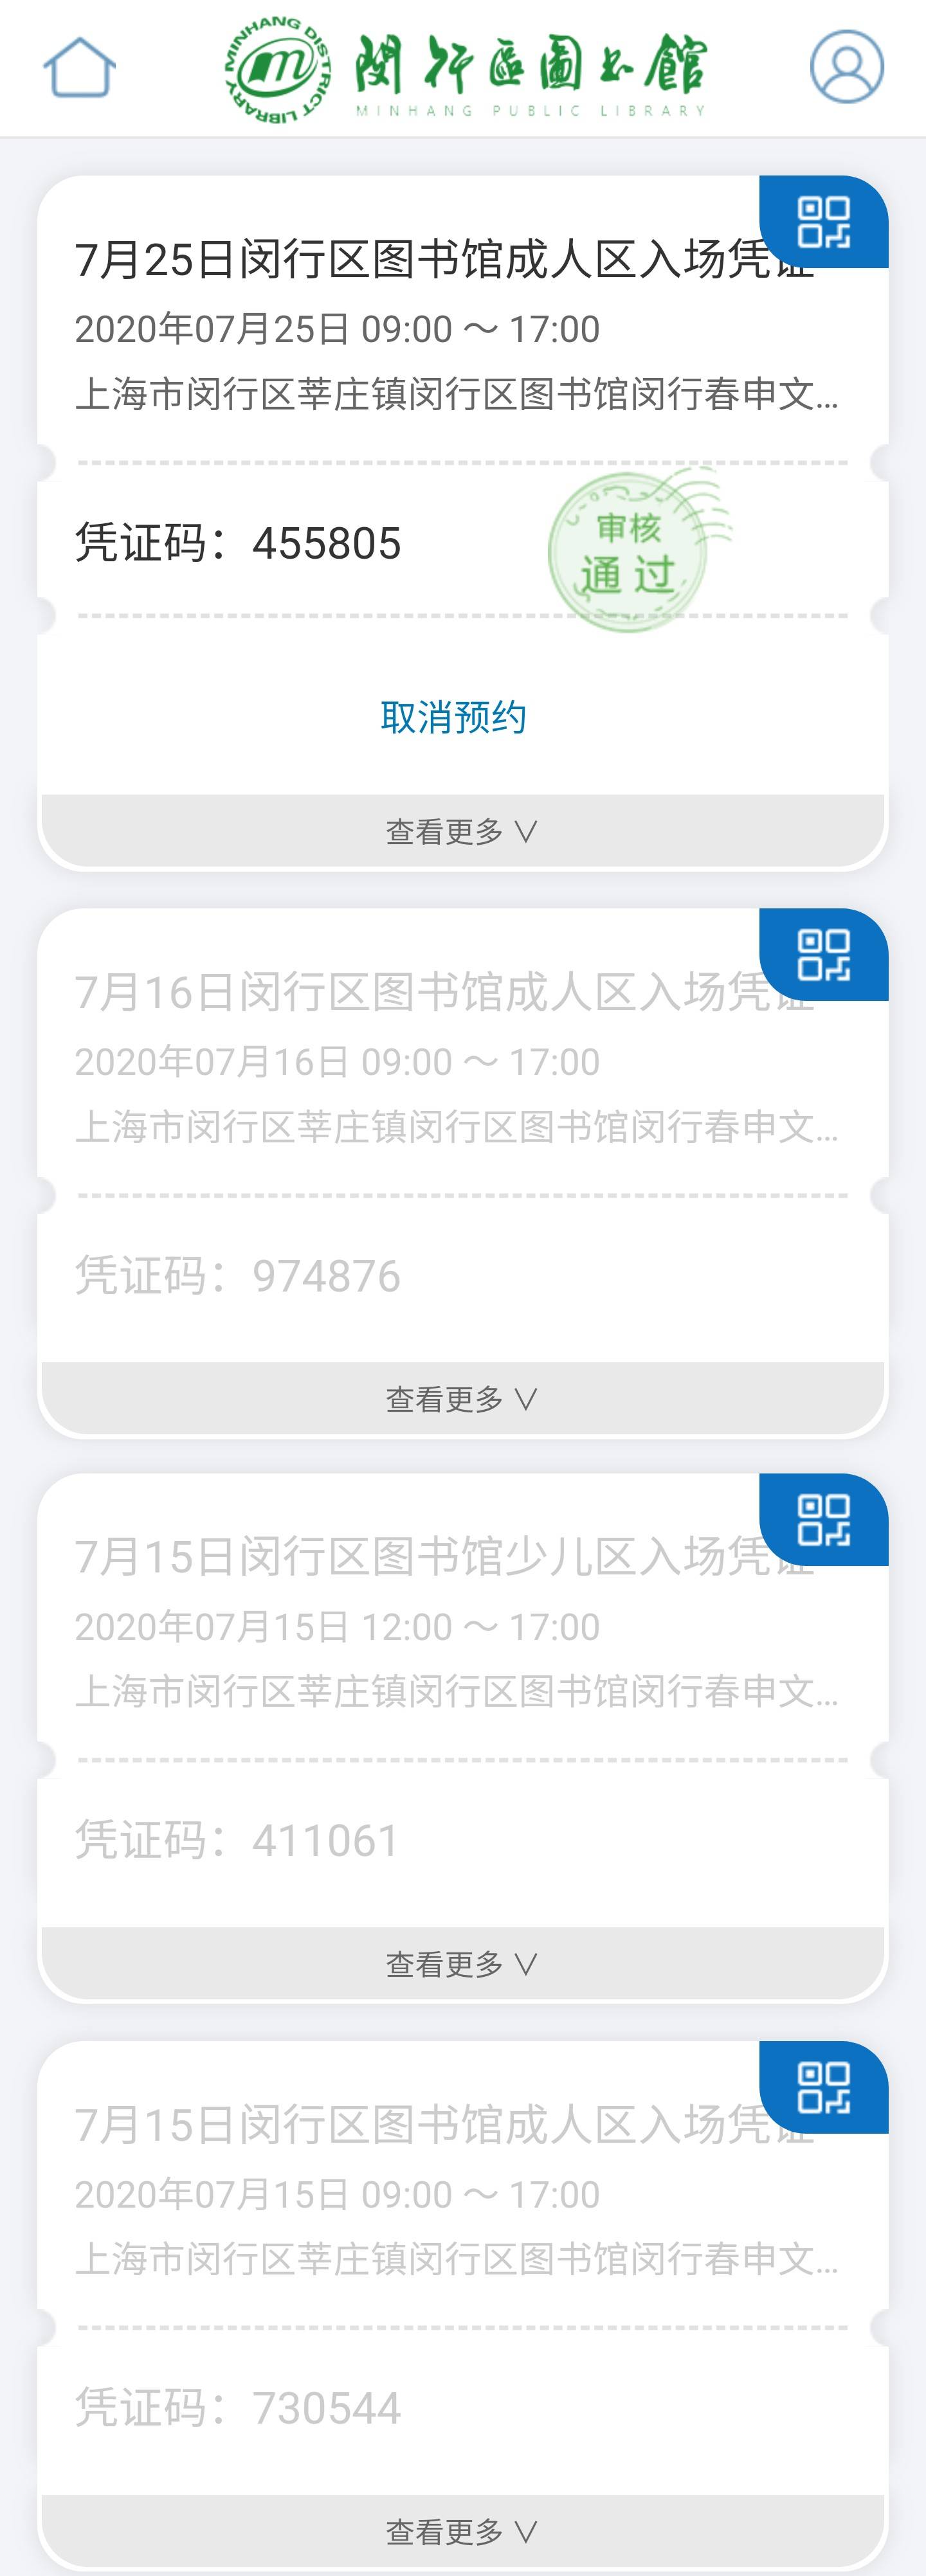 MINHANG DISTRICT LIBRARY
閔行區圖书館
MINHANG PUBLIC LIBRARY
7月25日闵行区图书馆成人区入场凭证
2020年07月25日 09:00 ～ 17:00
上海市闵行区莘庄镇闵行区图书馆闵行春申文...
凭证码：455805
审核
通过
取消预约
查看更多 ∨
7月16日闵行区图书馆成人区入场凭证
2020年07月16日 09:00 ～ 17:00
上海市闵行区莘庄镇闵行区图书馆闵行春申文...
凭证码：974876
查看更多 ∨
7月15日闵行区图书馆少儿区入场凭证
2020年07月15日 12:00 ～ 17:00
上海市闵行区莘庄镇闵行区图书馆闵行春申文...
凭证码：411061
查看更多 ∨
7月15日闵行区图书馆成人区入场凭证
2020年07月15日 09:00 ～ 17:00
上海市闵行区莘庄镇闵行区图书馆闵行春申文...
凭证码：730544
查看更多 ∨